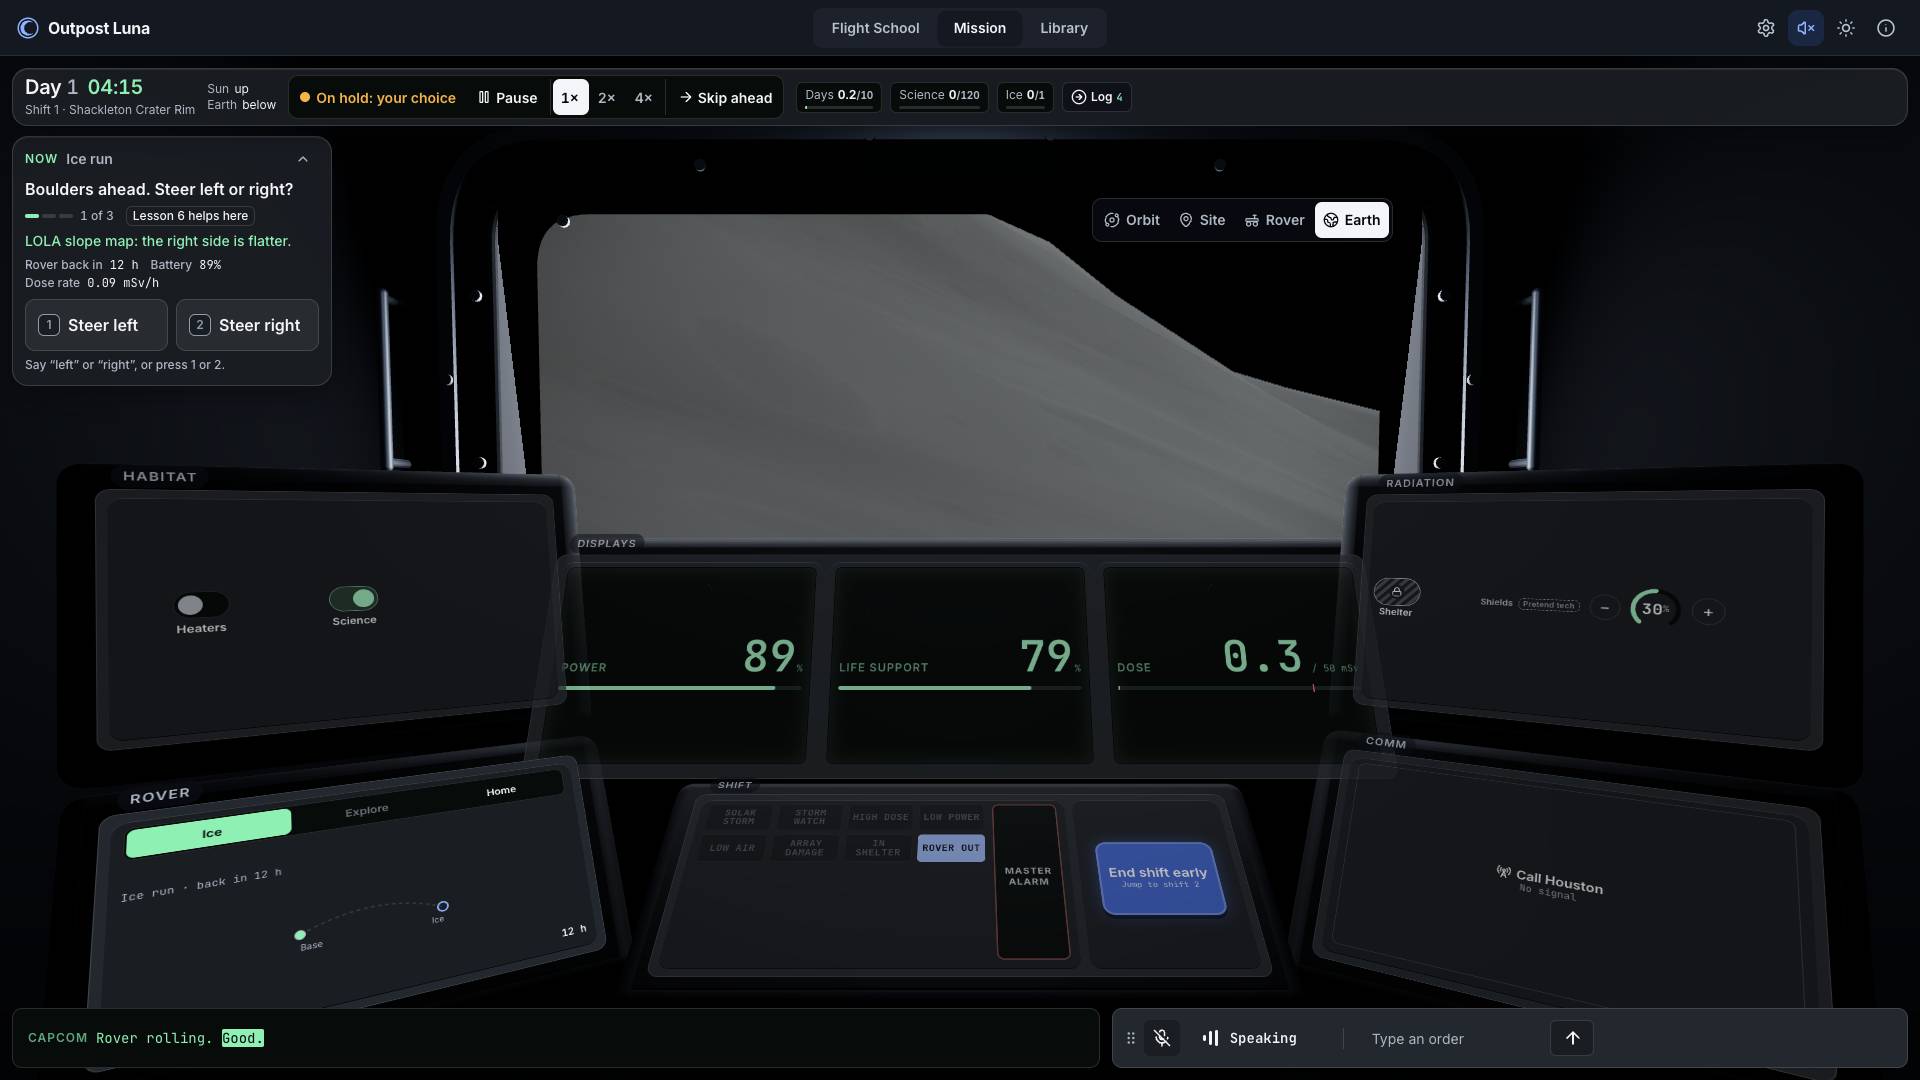 Outpost Luna
Flight School
Mission
Library
Day 1 04:15
Shift 1 · Shackleton Crater Rim
Sun up
Earth below
On hold: your choice
Pause
1×
2×
4×
Skip ahead
Days 0.2/10
Science 0/120
Ice 0/1
Log 4
NOW Ice run
Boulders ahead. Steer left or right?
1 of 3
Lesson 6 helps here
LOLA slope map: the right side is flatter.
Rover back in 12 h Battery 89%
Dose rate 0.09 mSv/h
1 Steer left
2 Steer right
Say “left” or “right”, or press 1 or 2.
Orbit
Site
Rover
Earth
HABITAT
Heaters
Science
DISPLAYS
POWER 89%
LIFE SUPPORT 79%
DOSE 0.3 / 50 mSv
RADIATION
Shelter
Shields Pretend tech
−
30%
+
ROVER
Ice
Explore
Home
Ice run · back in 12 h
Base
Ice
12 h
SHIFT
SOLAR STORM
STORM WATCH
HIGH DOSE
LOW POWER
LOW AIR
ARRAY DAMAGE
IN SHELTER
ROVER OUT
MASTER ALARM
End shift early
Jump to shift 2
COMM
Call Houston
No signal
CAPCOM Rover rolling. Good.
Speaking
Type an order